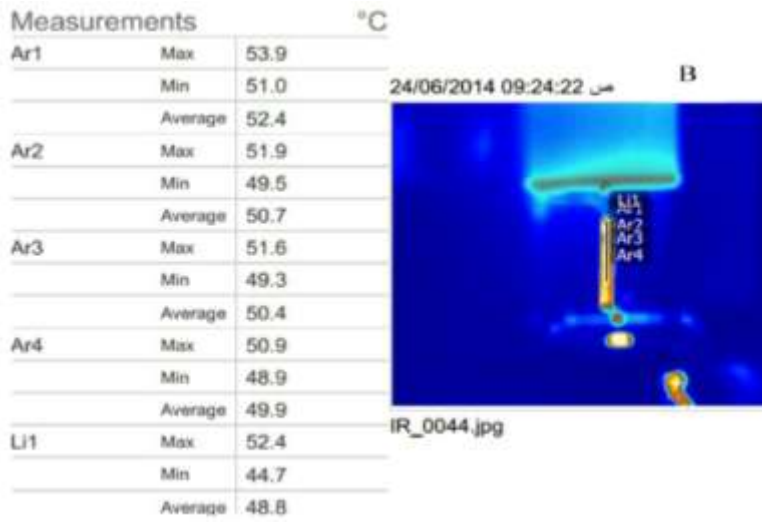 Measurements °C
Ar1 Max 53.9
Min 51.0
Average 52.4
Ar2 Max 51.9
Min 49.5
Average 50.7
Ar3 Max 51.6
Min 49.3
Average 50.4
Ar4 Max 50.9
Min 48.9
Average 49.9
Li1 Max 52.4
Min 44.7
Average 48.8
B
24/06/2014 09:24:22 ص
Li1
Ar1
Ar2
Ar3
Ar4
IR_0044.jpg